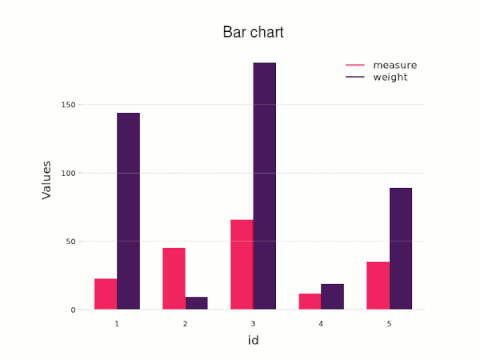 Bar chart
measure
weight
150
100
50
0
Values
1 2 3 4 5
id